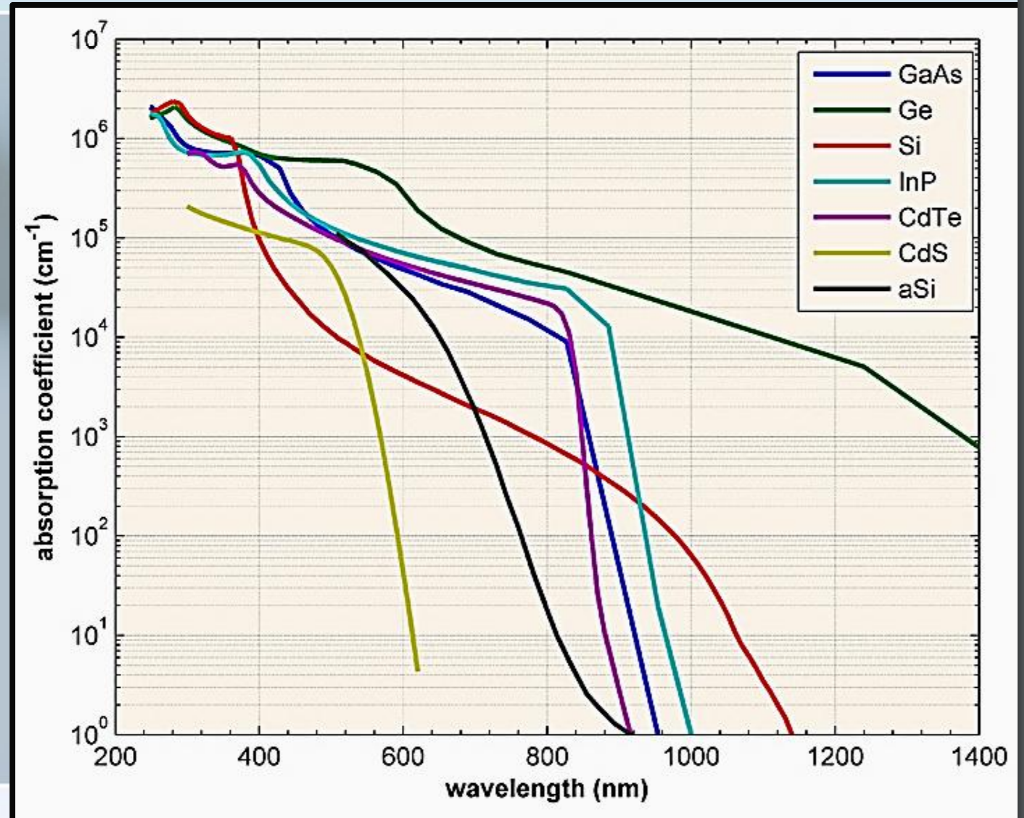 10^7
10^6
10^5
10^4
10^3
10^2
10^1
10^0
absorption coefficient (cm^-1)
200 400 600 800 1000 1200 1400
wavelength (nm)
GaAs
Ge
Si
InP
CdTe
CdS
aSi